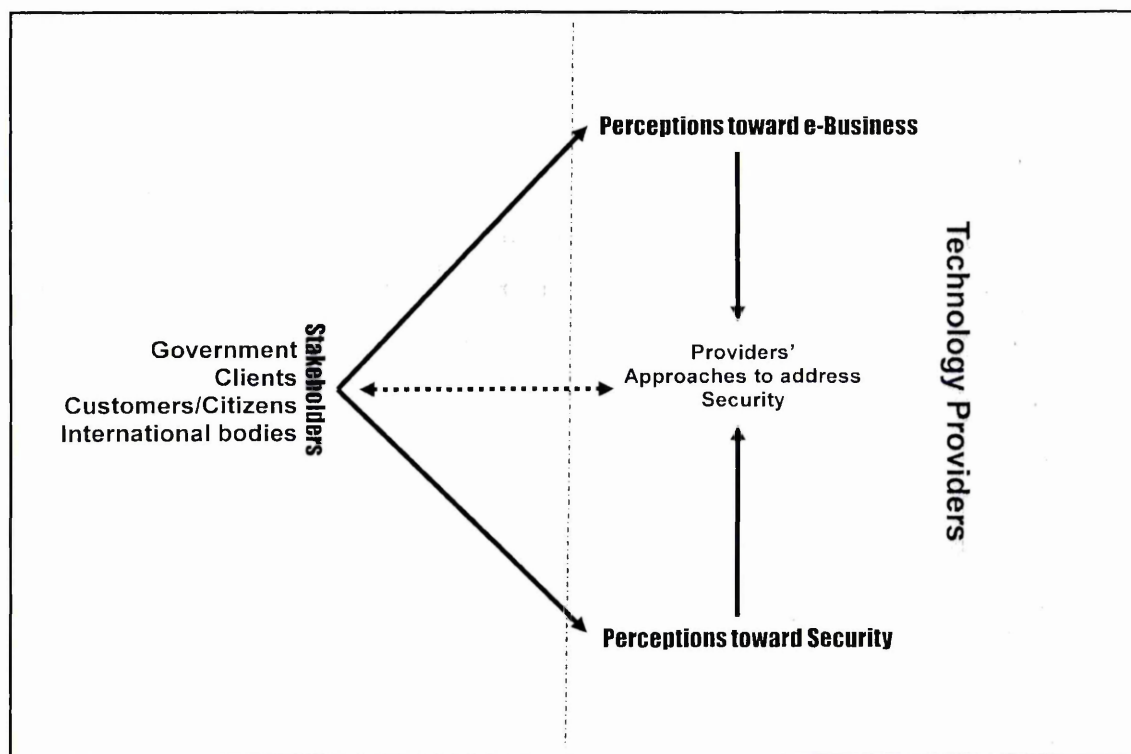 Perceptions toward e-Business
Government
Clients
Customers/Citizens
International bodies
Stakeholders
Providers’
Approaches to address
Security
Technology Providers
Perceptions toward Security